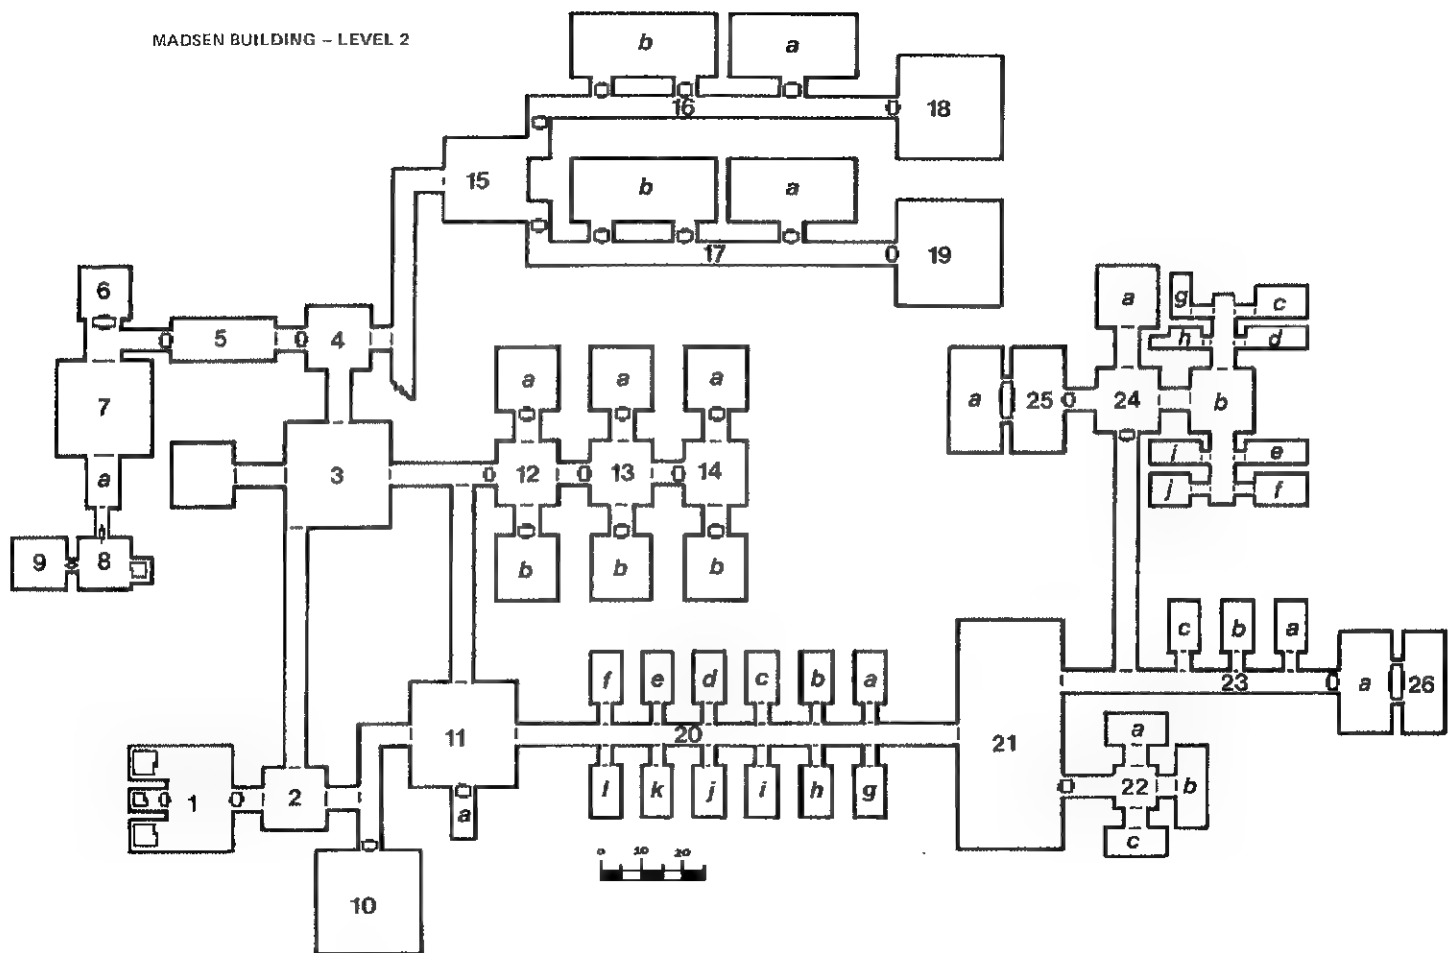 MADSEN BUILDING – LEVEL 2
b a
16 18
15
b a
17 19
6
5 4
7
a
3
8
9
a a a
12 13 14
b b b
a
g c
h d
a 25 24 b
i e
j f
f e d c b a
11 20 21
l k j i h g
a
1 2
10
c b a
23 a 26
a
22 b
c
0 10 20